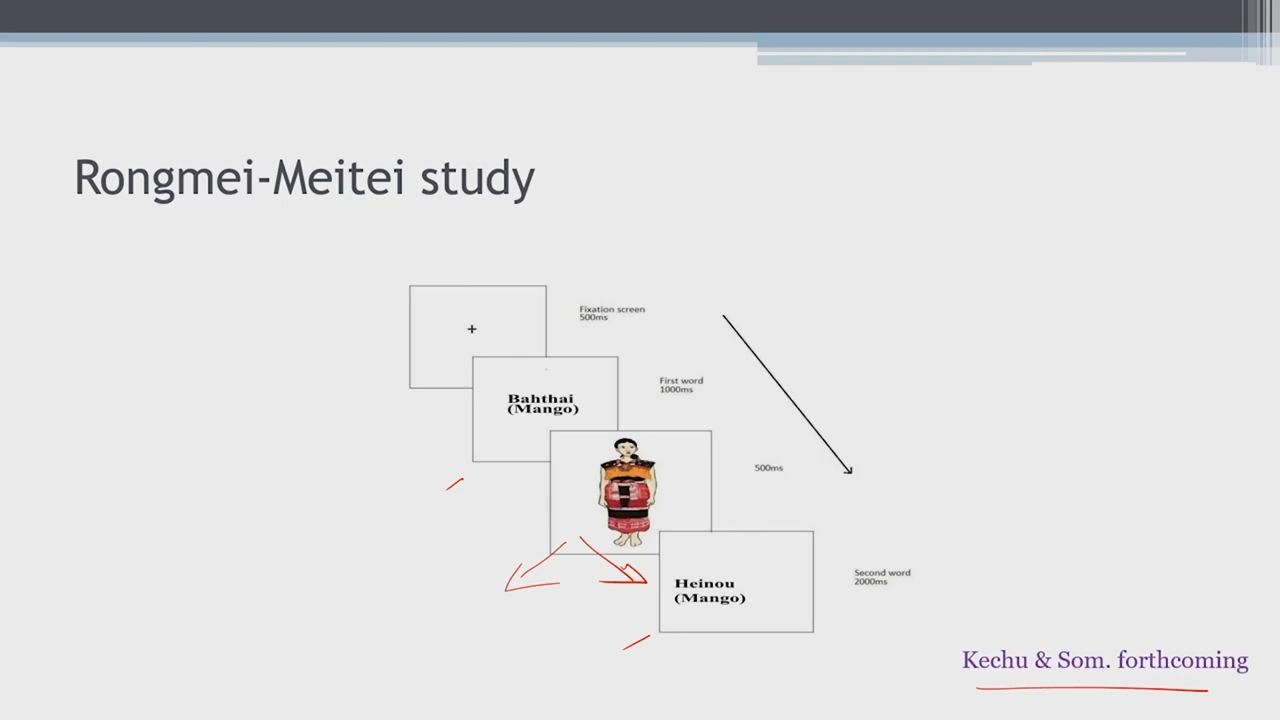 Rongmei-Meitei study
+
Fixation screen
500ms
Bahthai
(Mango)
First word
1000ms
500ms
Heinou
(Mango)
Second word
2000ms
Kechu & Som. forthcoming